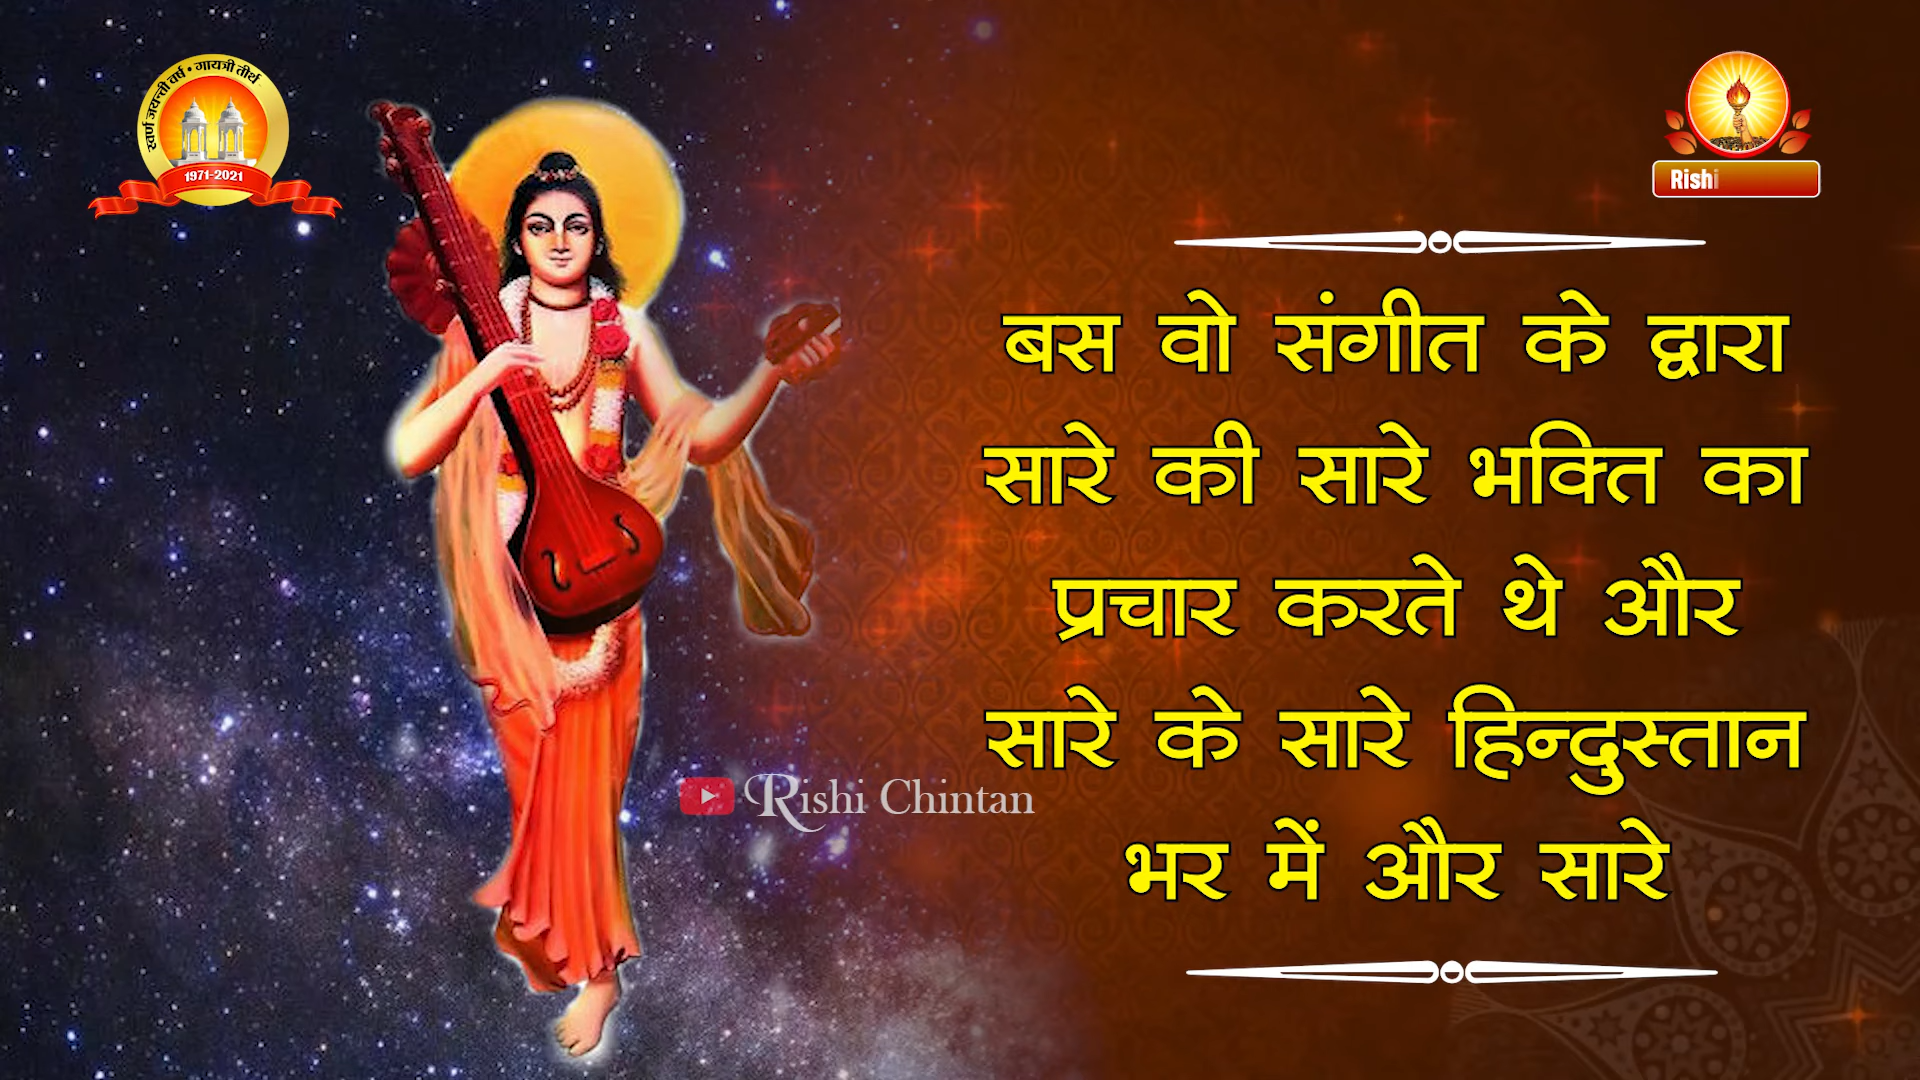 स्वर्ण जयन्ती वर्ष • गायत्री तीर्थ
1971-2021
Rishi
बस वो संगीत के द्वारा
सारे की सारे भक्ति का
प्रचार करते थे और
सारे के सारे हिन्दुस्तान
भर में और सारे
Rishi Chintan